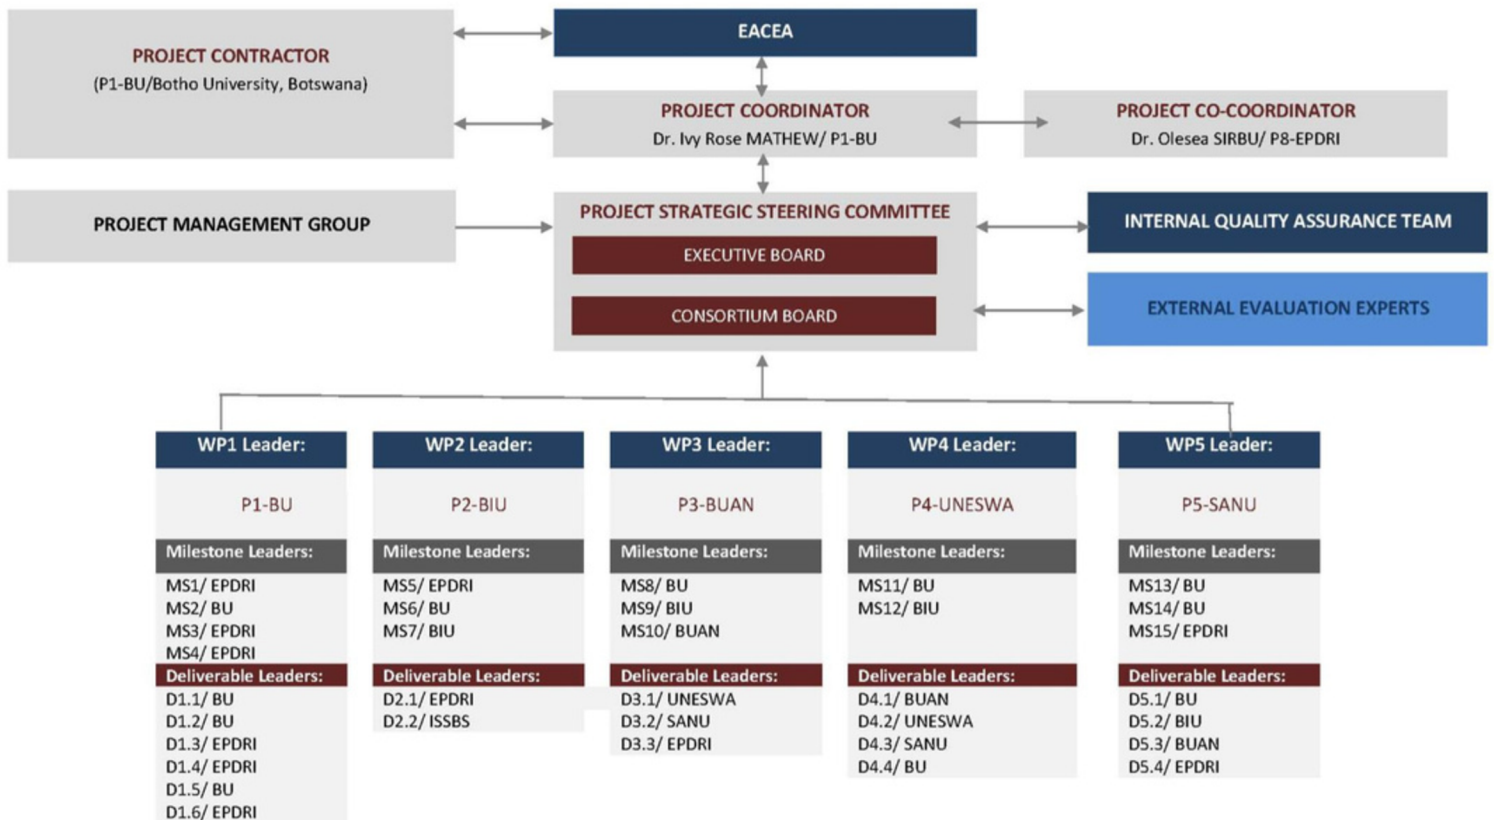 EACEA
PROJECT CONTRACTOR
(P1-BU/Botho University, Botswana)
PROJECT COORDINATOR
Dr. Ivy Rose MATHEW/ P1-BU
PROJECT CO-COORDINATOR
Dr. Olesea SIRBU/ P8-EPDRI
PROJECT MANAGEMENT GROUP
PROJECT STRATEGIC STEERING COMMITTEE
EXECUTIVE BOARD
CONSORTIUM BOARD
INTERNAL QUALITY ASSURANCE TEAM
EXTERNAL EVALUATION EXPERTS
WP1 Leader:
P1-BU
Milestone Leaders:
MS1/ EPDRI
MS2/ BU
MS3/ EPDRI
MS4/ EPDRI
Deliverable Leaders:
D1.1/ BU
D1.2/ BU
D1.3/ EPDRI
D1.4/ EPDRI
D1.5/ BU
D1.6/ EPDRI
WP2 Leader:
P2-BIU
Milestone Leaders:
MS5/ EPDRI
MS6/ BU
MS7/ BIU
Deliverable Leaders:
D2.1/ EPDRI
D2.2/ ISSBS
WP3 Leader:
P3-BUAN
Milestone Leaders:
MS8/ BU
MS9/ BIU
MS10/ BUAN
Deliverable Leaders:
D3.1/ UNESWA
D3.2/ SANU
D3.3/ EPDRI
WP4 Leader:
P4-UNESWA
Milestone Leaders:
MS11/ BU
MS12/ BIU
Deliverable Leaders:
D4.1/ BUAN
D4.2/ UNESWA
D4.3/ SANU
D4.4/ BU
WP5 Leader:
P5-SANU
Milestone Leaders:
MS13/ BU
MS14/ BU
MS15/ EPDRI
Deliverable Leaders:
D5.1/ BU
D5.2/ BIU
D5.3/ BUAN
D5.4/ EPDRI